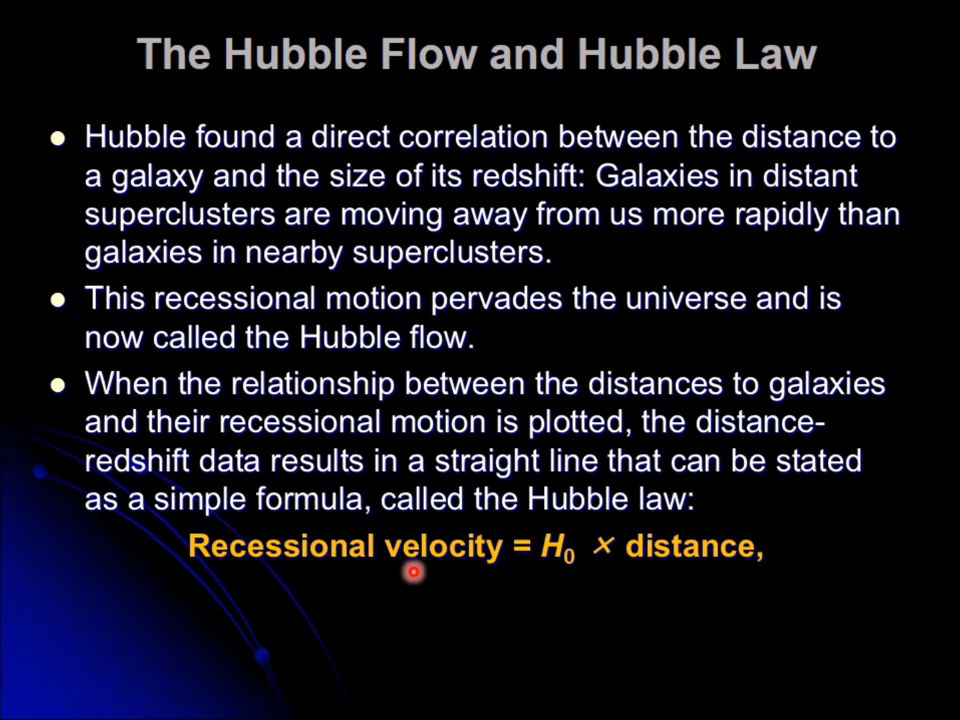 The Hubble Flow and Hubble Law
Hubble found a direct correlation between the distance to
a galaxy and the size of its redshift: Galaxies in distant
superclusters are moving away from us more rapidly than
galaxies in nearby superclusters.
This recessional motion pervades the universe and is
now called the Hubble flow.
When the relationship between the distances to galaxies
and their recessional motion is plotted, the distance-
redshift data results in a straight line that can be stated
as a simple formula, called the Hubble law:
Recessional velocity = H₀ × distance,